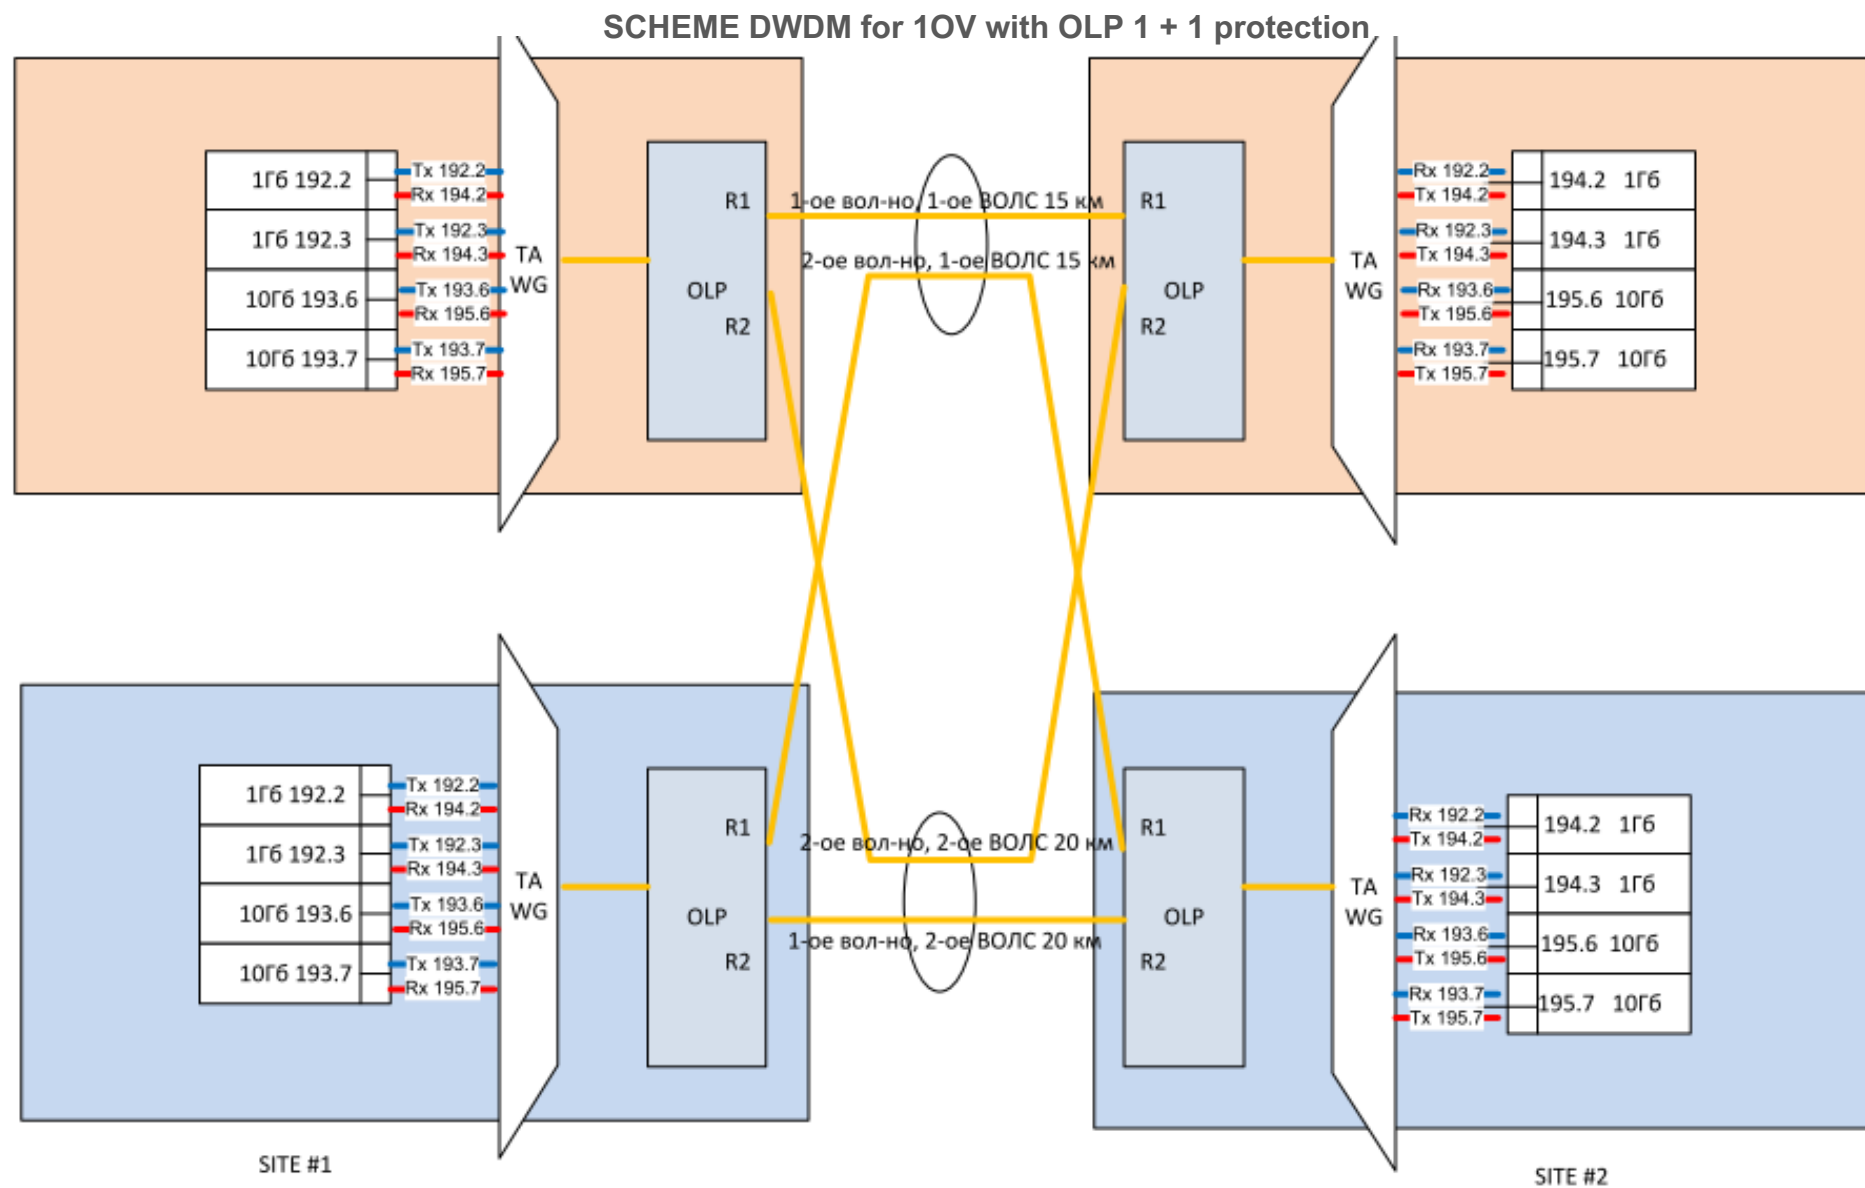 SCHEME DWDM for 1OV with OLP 1 + 1 protection
1Гб 192.2
1Гб 192.3
10Гб 193.6
10Гб 193.7
Tx 192.2
Rx 194.2
Tx 192.3
Rx 194.3
Tx 193.6
Rx 195.6
Tx 193.7
Rx 195.7
TA
WG
R1
OLP
R2
1-ое вол-но, 1-ое ВОЛС 15 км
2-ое вол-но, 1-ое ВОЛС 15 км
R1
OLP
R2
TA
WG
Rx 192.2
Tx 194.2
Rx 192.3
Tx 194.3
Rx 193.6
Tx 195.6
Rx 193.7
Tx 195.7
194.2 1Гб
194.3 1Гб
195.6 10Гб
195.7 10Гб
1Гб 192.2
1Гб 192.3
10Гб 193.6
10Гб 193.7
Tx 192.2
Rx 194.2
Tx 192.3
Rx 194.3
Tx 193.6
Rx 195.6
Tx 193.7
Rx 195.7
TA
WG
R1
OLP
R2
2-ое вол-но, 2-ое ВОЛС 20 км
1-ое вол-но, 2-ое ВОЛС 20 км
R1
OLP
R2
TA
WG
Rx 192.2
Tx 194.2
Rx 192.3
Tx 194.3
Rx 193.6
Tx 195.6
Rx 193.7
Tx 195.7
194.2 1Гб
194.3 1Гб
195.6 10Гб
195.7 10Гб
SITE #1
SITE #2